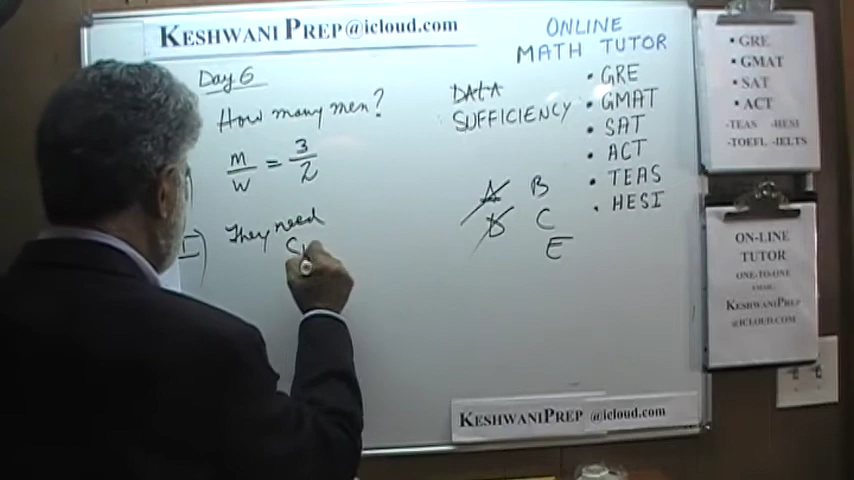 KESHWANI PREP@icloud.com
Day 6
How many men?
M/W = 3/2
They need
ONLINE
MATH TUTOR
DATA
SUFFICIENCY
• GRE
• GMAT
• SAT
• ACT
• TEAS
• HESI
A B
D C
E
• GRE
• GMAT
• SAT
• ACT
-TEAS -HESI
-TOEFL -IELTS
ON-LINE
TUTOR
ONE-TO-ONE
EMAIL:
KESHWANIPREP
@ICLOUD.COM
KESHWANIPREP @icloud.com